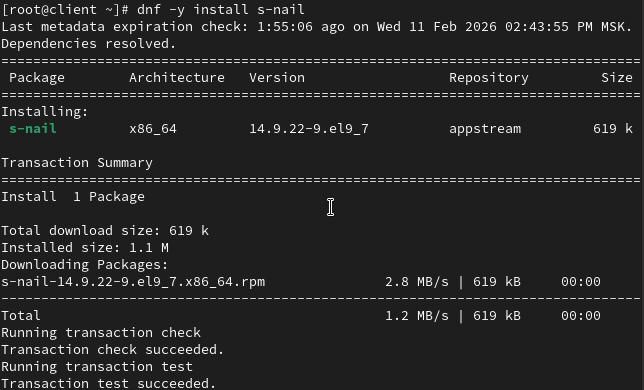 [root@client ~]# dnf -y install s-nail
Last metadata expiration check: 1:55:06 ago on Wed 11 Feb 2026 02:43:55 PM MSK.
Dependencies resolved.
================================================================================
 Package        Architecture   Version                  Repository         Size
================================================================================
Installing:
 s-nail         x86_64         14.9.22-9.el9_7          appstream         619 k

Transaction Summary
================================================================================
Install  1 Package

Total download size: 619 k
Installed size: 1.1 M
Downloading Packages:
s-nail-14.9.22-9.el9_7.x86_64.rpm               2.8 MB/s | 619 kB     00:00
--------------------------------------------------------------------------------
Total                                           1.2 MB/s | 619 kB     00:00
Running transaction check
Transaction check succeeded.
Running transaction test
Transaction test succeeded.